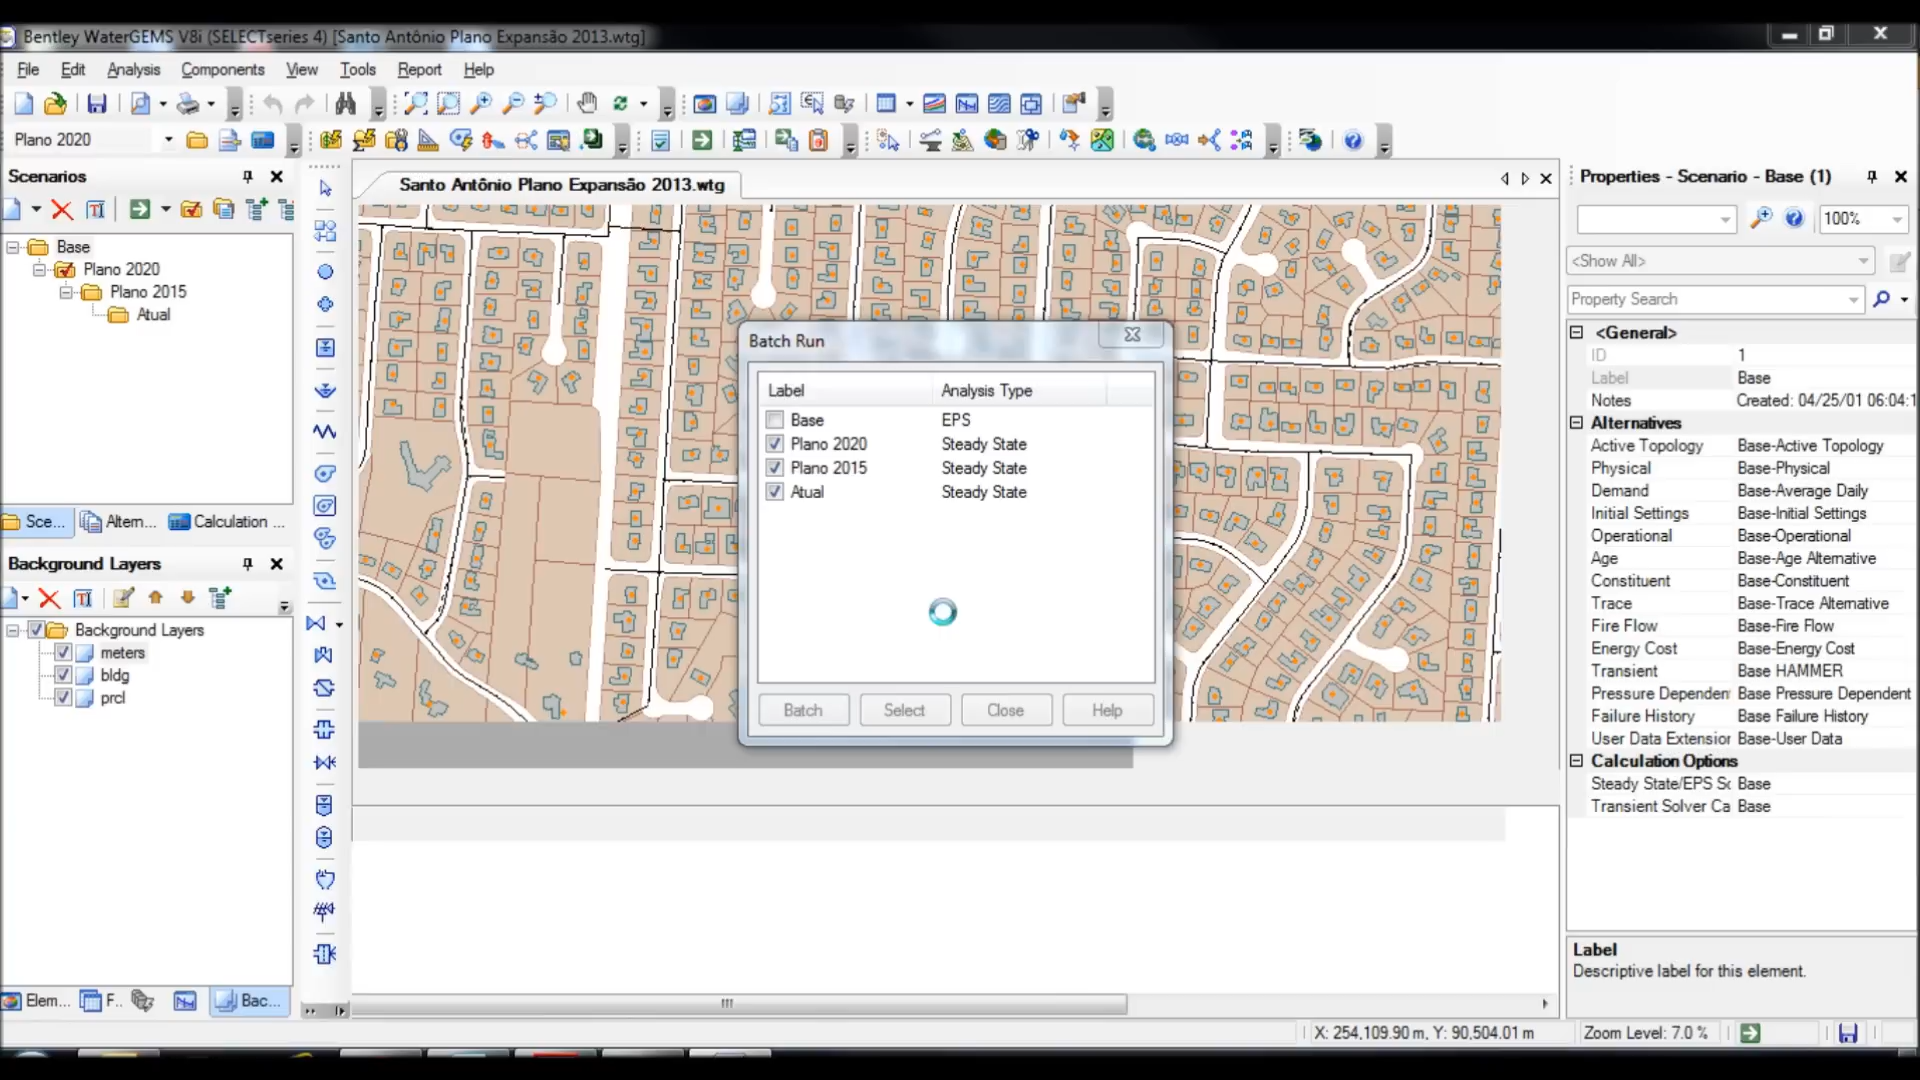 Bentley WaterGEMS V8i (SELECTseries 4) [Santo Antônio Plano Expansão 2013.wtg]
File Edit Analysis Components View Tools Report Help
Plano 2020
Scenarios
Base
Plano 2020
Plano 2015
Atual
Sce... Altern... Calculation ...
Background Layers
Background Layers
meters
bldg
prcl
Elem... F.. Bac...
Santo Antônio Plano Expansão 2013.wtg
Batch Run
Label Analysis Type
Base EPS
Plano 2020 Steady State
Plano 2015 Steady State
Atual Steady State
Batch Select Close Help
Properties - Scenario - Base (1)
100%
<Show All>
Property Search
<General>
ID 1
Label Base
Notes Created: 04/25/01 06:04:1
Alternatives
Active Topology Base-Active Topology
Physical Base-Physical
Demand Base-Average Daily
Initial Settings Base-Initial Settings
Operational Base-Operational
Age Base-Age Alternative
Constituent Base-Constituent
Trace Base-Trace Alternative
Fire Flow Base-Fire Flow
Energy Cost Base-Energy Cost
Transient Base HAMMER
Pressure Dependen Base Pressure Dependent
Failure History Base Failure History
User Data Extension Base-User Data
Calculation Options
Steady State/EPS So Base
Transient Solver Ca Base
Label
Descriptive label for this element.
X: 254,109.90 m, Y: 90,504.01 m Zoom Level: 7.0 %